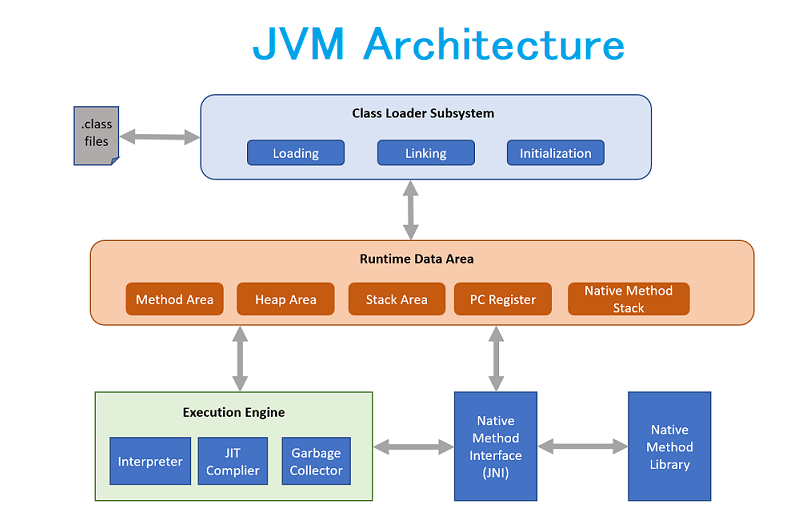 JVM Architecture
.class
files
Class Loader Subsystem
Loading
Linking
Initialization
Runtime Data Area
Method Area
Heap Area
Stack Area
PC Register
Native Method
Stack
Execution Engine
Interpreter
JIT
Complier
Garbage
Collector
Native
Method
Interface
(JNI)
Native
Method
Library